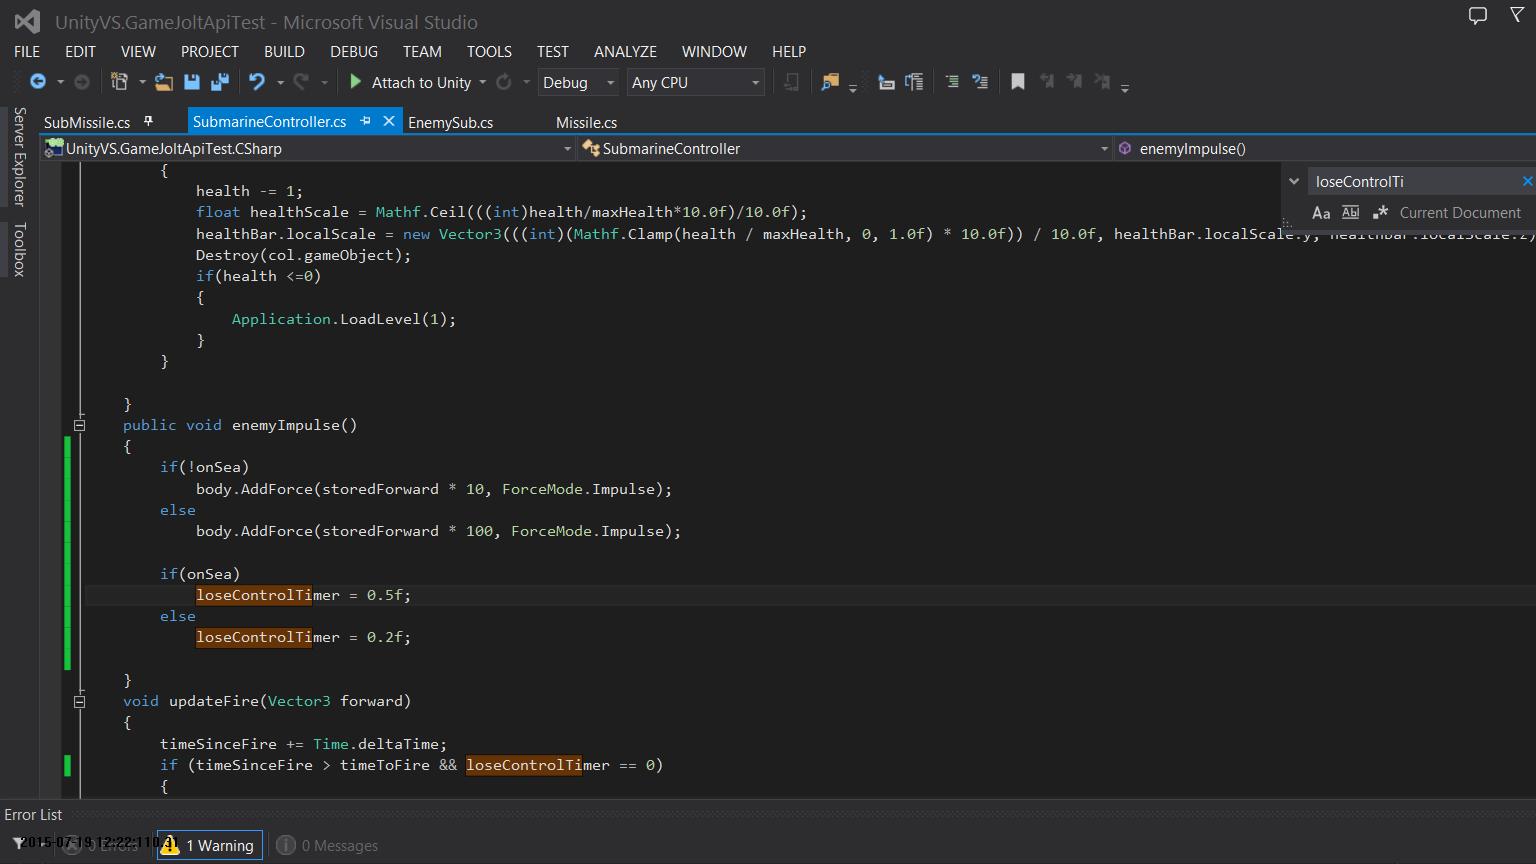 UnityVS.GameJoltApiTest - Microsoft Visual Studio
FILE EDIT VIEW PROJECT BUILD DEBUG TEAM TOOLS TEST ANALYZE WINDOW HELP
Attach to Unity Debug Any CPU
Server Explorer
Toolbox
SubMissile.cs SubmarineController.cs EnemySub.cs Missile.cs
UnityVS.GameJoltApiTest.CSharp SubmarineController enemyImpulse()
loseControlTi
Aa Abl .* Current Document
{
health -= 1;
float healthScale = Mathf.Ceil(((int)health/maxHealth*10.0f)/10.0f);
healthBar.localScale = new Vector3(((int)(Mathf.Clamp(health / maxHealth, 0, 1.0f) * 10.0f)) / 10.0f, healthBar.localScale.y, healthBar.localScale.z)
Destroy(col.gameObject);
if(health <=0)
{
Application.LoadLevel(1);
}
}
}
public void enemyImpulse()
{
if(!onSea)
body.AddForce(storedForward * 10, ForceMode.Impulse);
else
body.AddForce(storedForward * 100, ForceMode.Impulse);
if(onSea)
loseControlTimer = 0.5f;
else
loseControlTimer = 0.2f;
}
void updateFire(Vector3 forward)
{
timeSinceFire += Time.deltaTime;
if (timeSinceFire > timeToFire && loseControlTimer == 0)
{
Error List
0 Errors 1 Warning 0 Messages
2015-07-19 12:22:11